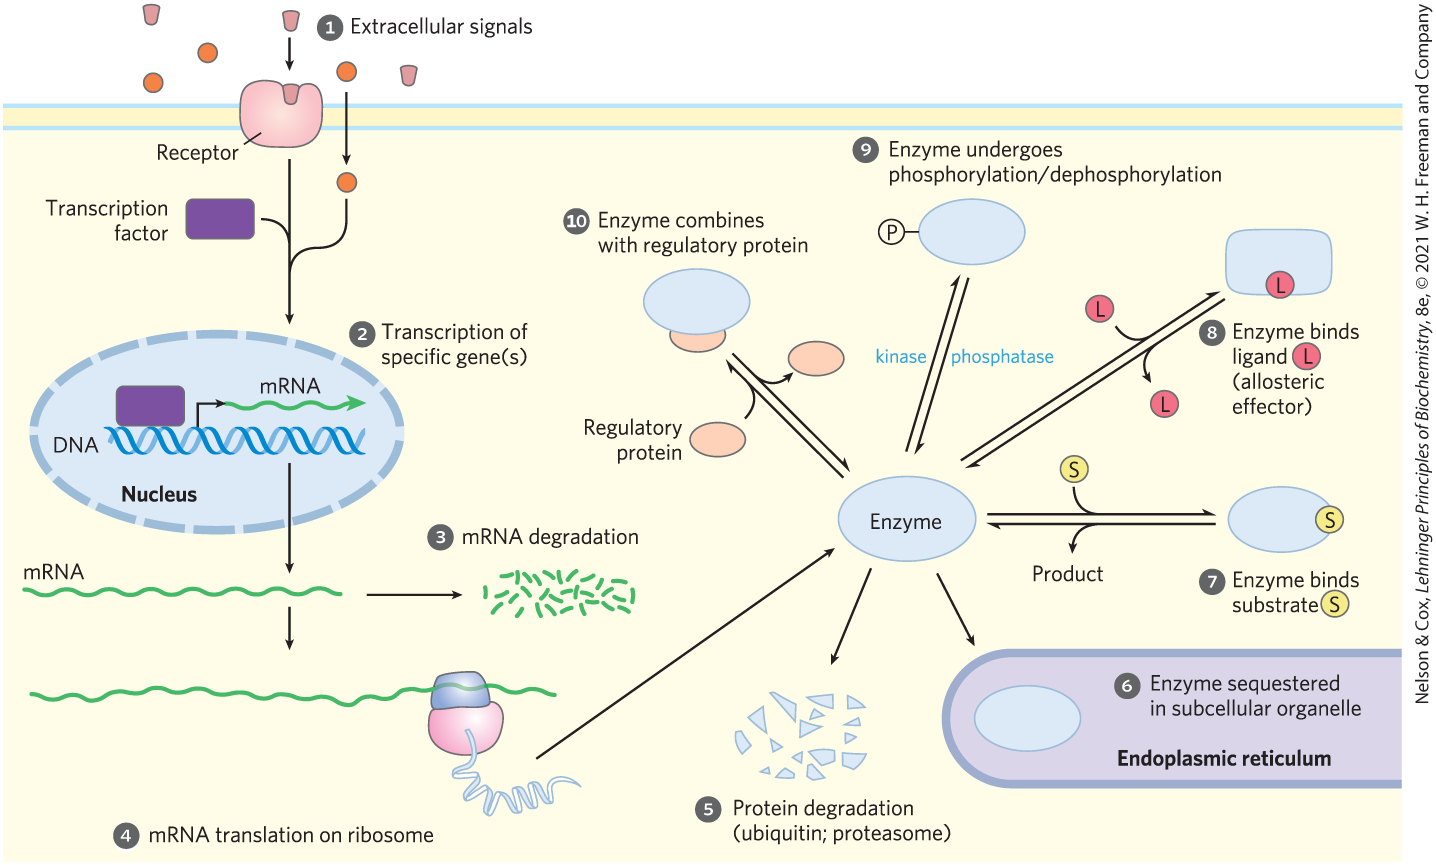 1 Extracellular signals
Receptor
Transcription
factor
2 Transcription of
specific gene(s)
mRNA
DNA
Nucleus
mRNA
3 mRNA degradation
4 mRNA translation on ribosome
5 Protein degradation
(ubiquitin; proteasome)
6 Enzyme sequestered
in subcellular organelle
Endoplasmic reticulum
Enzyme
S
Product
S
7 Enzyme binds
substrate S
L
L
L
8 Enzyme binds
ligand L
(allosteric
effector)
9 Enzyme undergoes
phosphorylation/dephosphorylation
P
kinase
phosphatase
10 Enzyme combines
with regulatory protein
Regulatory
protein
Nelson & Cox, Lehninger Principles of Biochemistry, 8e, © 2021 W. H. Freeman and Company